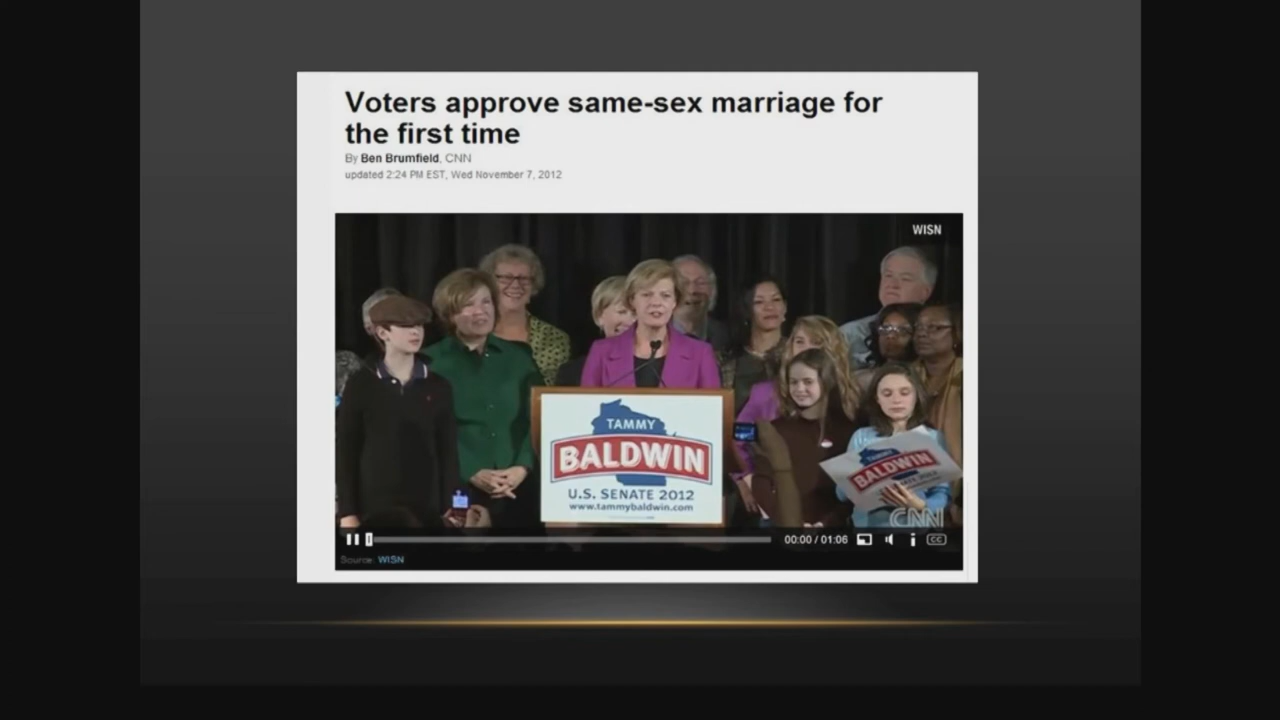 Voters approve same-sex marriage for
the first time
By Ben Brumfield, CNN
updated 2:24 PM EST, Wed November 7, 2012
WISN
TAMMY
BALDWIN
U.S. SENATE 2012
www.tammybaldwin.com
TAMMY
BALDWIN
CNN
00:00 / 01:06
CC
Source: WISN